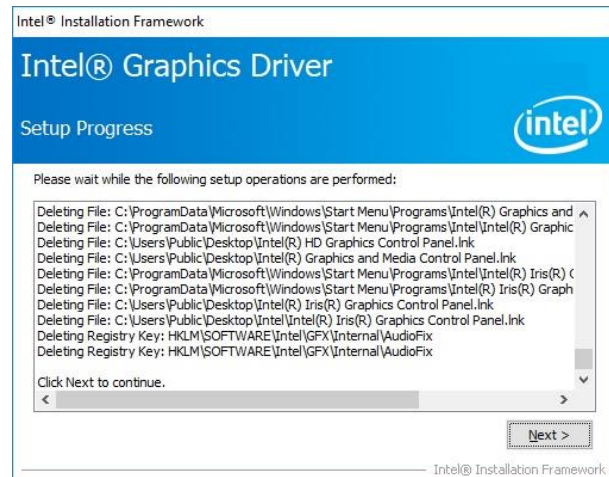 Intel® Installation Framework
Intel® Graphics Driver
Setup Progress
intel
Please wait while the following setup operations are performed:
Deleting File: C:\ProgramData\Microsoft\Windows\Start Menu\Programs\Intel(R) Graphics and
Deleting File: C:\ProgramData\Microsoft\Windows\Start Menu\Programs\Intel\Intel(R) Graphic
Deleting File: C:\Users\Public\Desktop\Intel(R) HD Graphics Control Panel.lnk
Deleting File: C:\Users\Public\Desktop\Intel(R) Graphics and Media Control Panel.lnk
Deleting File: C:\ProgramData\Microsoft\Windows\Start Menu\Programs\Intel\Intel(R) Iris(R) G
Deleting File: C:\ProgramData\Microsoft\Windows\Start Menu\Programs\Intel(R) Iris(R) Graph
Deleting File: C:\Users\Public\Desktop\Intel(R) Iris(R) Graphics Control Panel.lnk
Deleting File: C:\Users\Public\Desktop\Intel\Intel(R) Iris(R) Graphics Control Panel.lnk
Deleting Registry Key: HKLM\SOFTWARE\Intel\GFX\Internal\AudioFix
Deleting Registry Key: HKLM\SOFTWARE\Intel\GFX\Internal\AudioFix
Click Next to continue.
Next >
Intel® Installation Framework